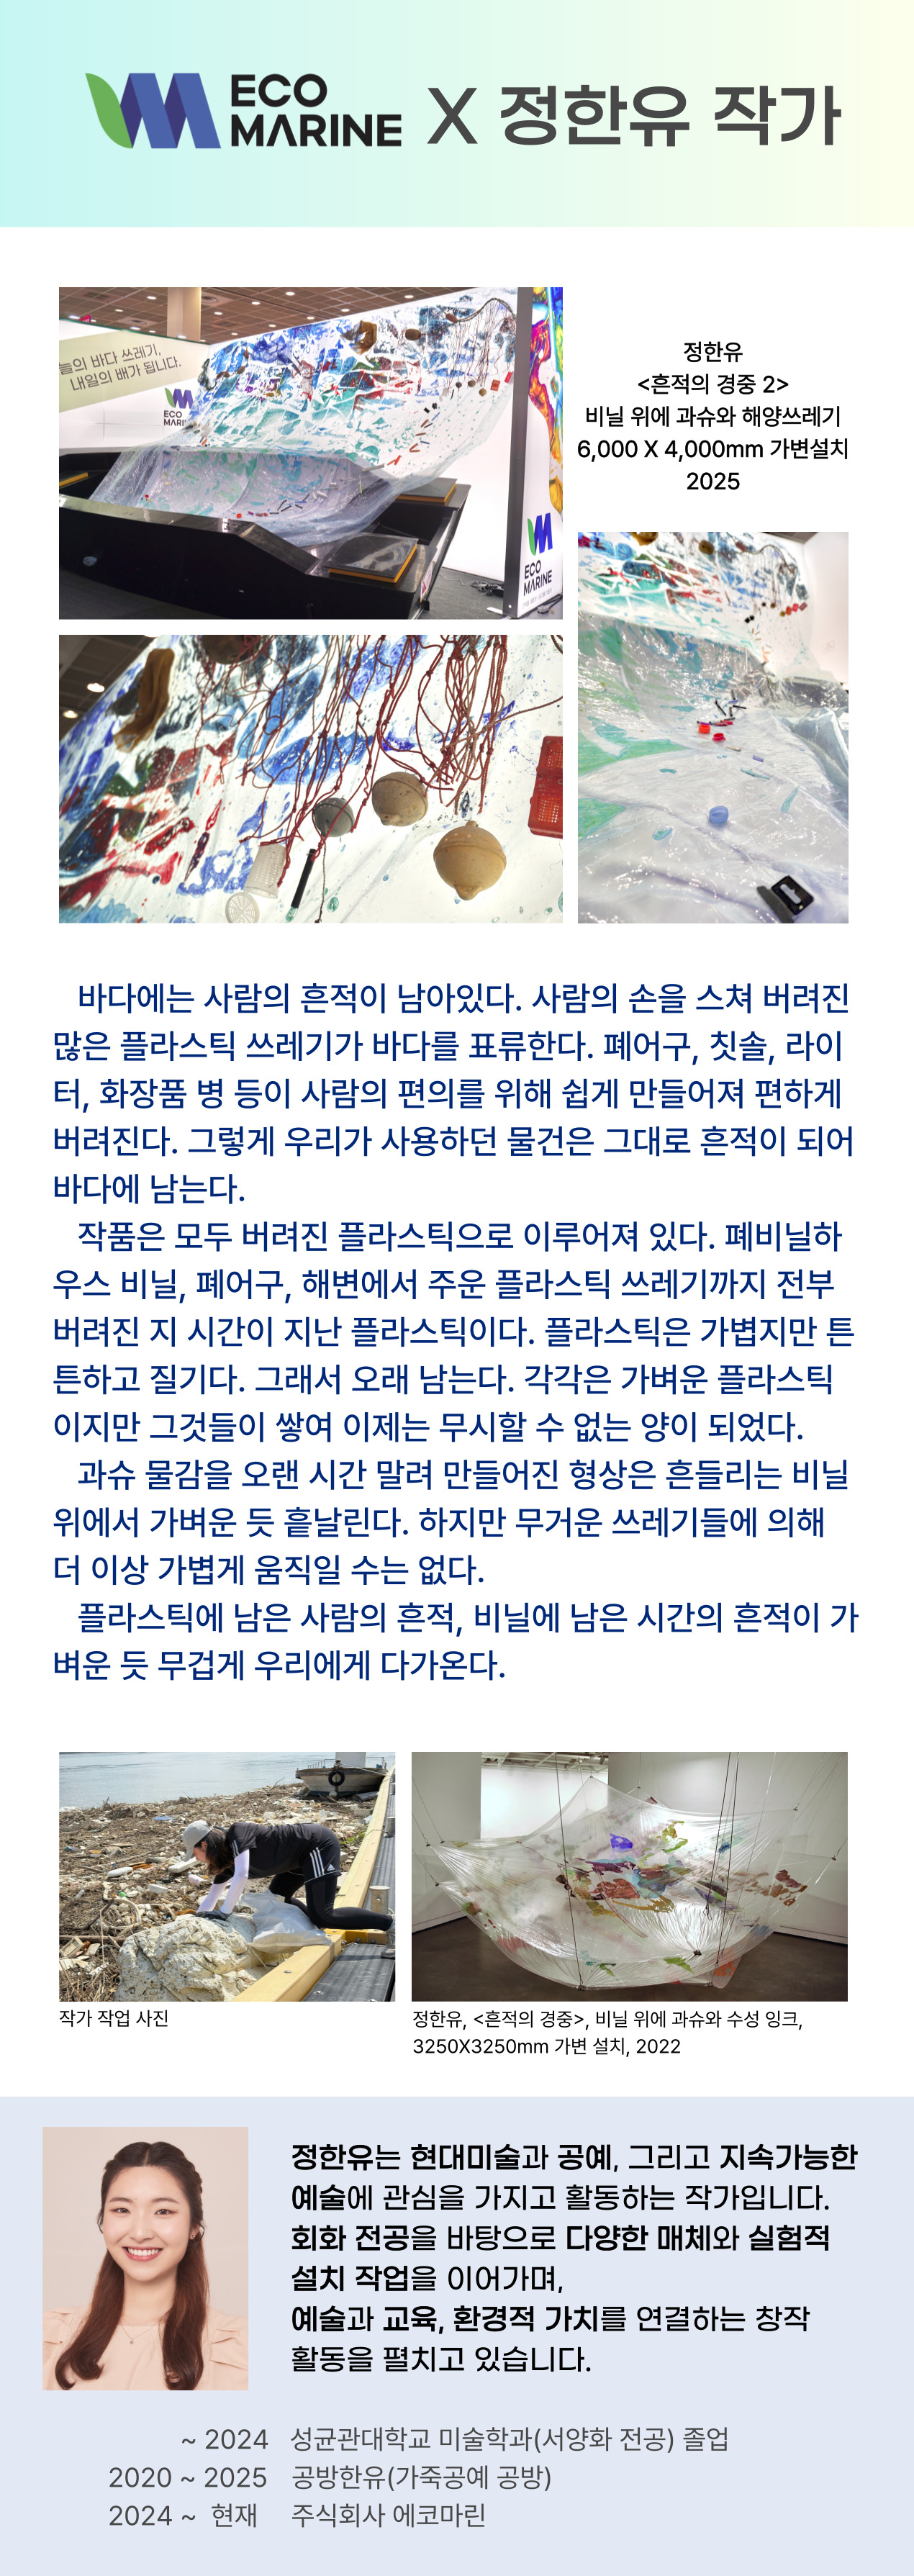 ECO
MARINE X 정한유 작가
늘의 바다 쓰레기,
내일의 배가 됩니다.
ECO
MARI
ECO
MARINE
정한유
<흔적의 경중 2>
비닐 위에 과슈와 해양쓰레기
6,000 X 4,000mm 가변설치
2025
바다에는 사람의 흔적이 남아있다. 사람의 손을 스쳐 버려진
많은 플라스틱 쓰레기가 바다를 표류한다. 폐어구, 칫솔, 라이
터, 화장품 병 등이 사람의 편의를 위해 쉽게 만들어져 편하게
버려진다. 그렇게 우리가 사용하던 물건은 그대로 흔적이 되어
바다에 남는다.
작품은 모두 버려진 플라스틱으로 이루어져 있다. 폐비닐하
우스 비닐, 폐어구, 해변에서 주운 플라스틱 쓰레기까지 전부
버려진 지 시간이 지난 플라스틱이다. 플라스틱은 가볍지만 튼
튼하고 질기다. 그래서 오래 남는다. 각각은 가벼운 플라스틱
이지만 그것들이 쌓여 이제는 무시할 수 없는 양이 되었다.
과슈 물감을 오랜 시간 말려 만들어진 형상은 흔들리는 비닐
위에서 가벼운 듯 흩날린다. 하지만 무거운 쓰레기들에 의해
더 이상 가볍게 움직일 수는 없다.
플라스틱에 남은 사람의 흔적, 비닐에 남은 시간의 흔적이 가
벼운 듯 무겁게 우리에게 다가온다.
작가 작업 사진
정한유, <흔적의 경중>, 비닐 위에 과슈와 수성 잉크,
3250X3250mm 가변 설치, 2022
정한유는 현대미술과 공예, 그리고 지속가능한
예술에 관심을 가지고 활동하는 작가입니다.
회화 전공을 바탕으로 다양한 매체와 실험적
설치 작업을 이어가며,
예술과 교육, 환경적 가치를 연결하는 창작
활동을 펼치고 있습니다.
~ 2024 성균관대학교 미술학과(서양화 전공) 졸업
2020 ~ 2025 공방한유(가죽공예 공방)
2024 ~ 현재 주식회사 에코마린